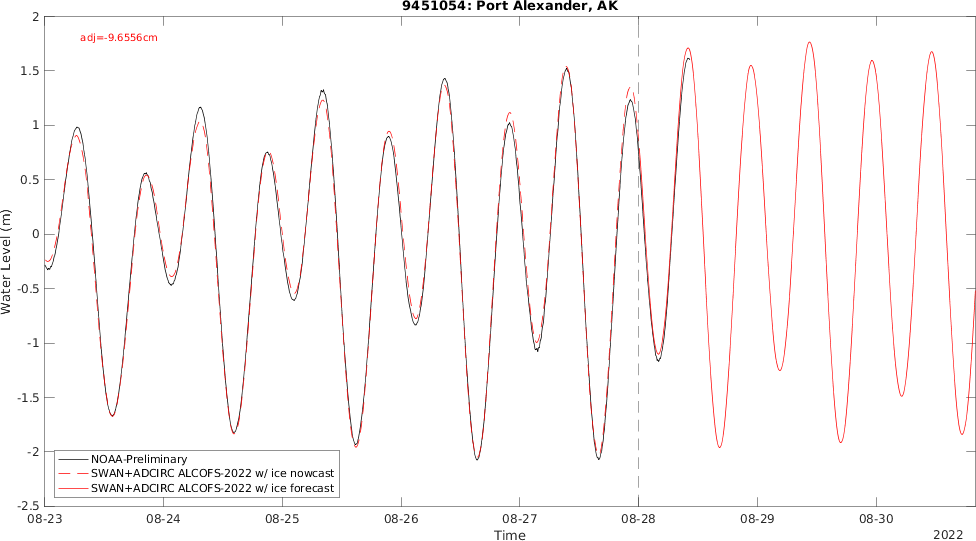 9451054: Port Alexander, AK
adj=-9.6556cm
2
1.5
1
0.5
0
-0.5
-1
-1.5
-2
-2.5
Water Level (m)
NOAA-Preliminary
SWAN+ADCIRC ALCOFS-2022 w/ ice nowcast
SWAN+ADCIRC ALCOFS-2022 w/ ice forecast
08-23 08-24 08-25 08-26 08-27 08-28 08-29 08-30
Time
2022